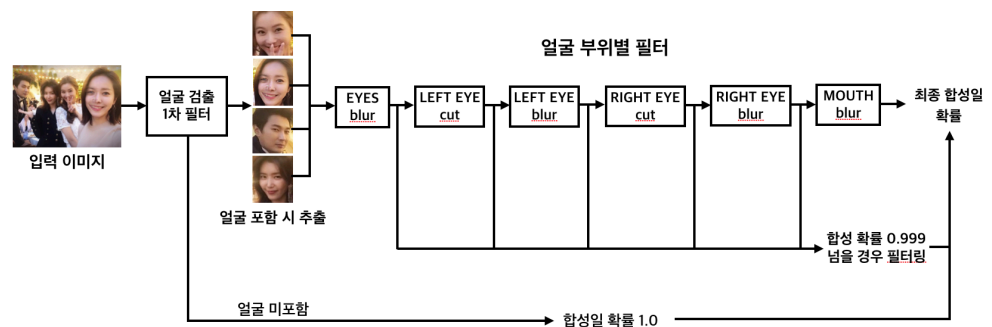 얼굴 부위별 필터
얼굴 검출
1차 필터
EYES
blur
LEFT EYE
cut
LEFT EYE
blur
RIGHT EYE
cut
RIGHT EYE
blur
MOUTH
blur
최종 합성일
확률
입력 이미지
얼굴 포함 시 추출
합성 확률 0.999
넘을 경우 필터링
얼굴 미포함
합성일 확률 1.0